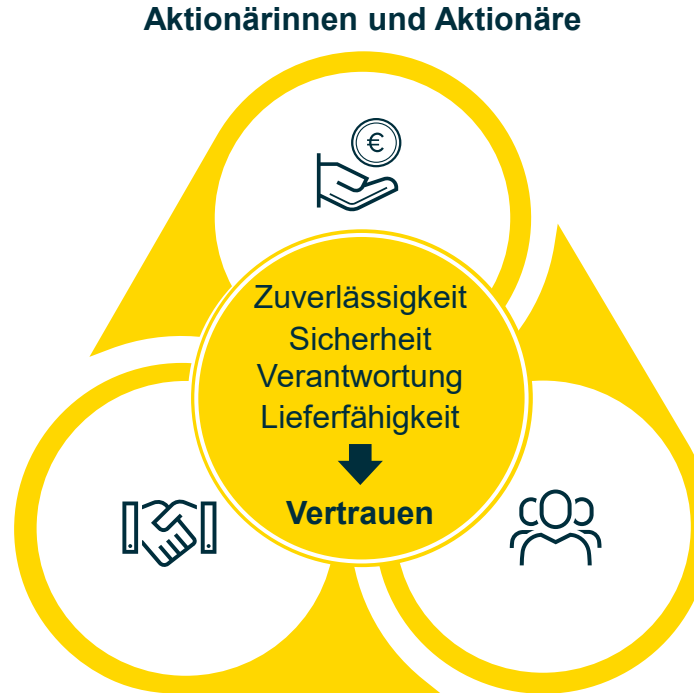 Aktionärinnen und Aktionäre
€
Zuverlässigkeit
Sicherheit
Verantwortung
Lieferfähigkeit
Vertrauen